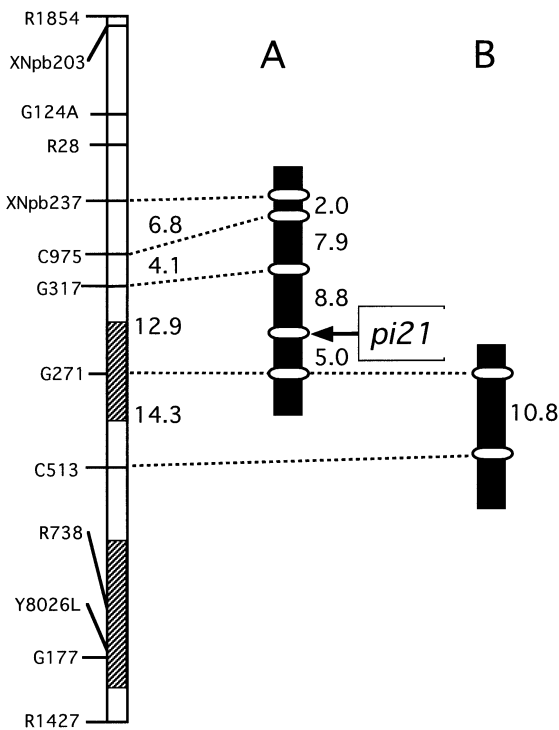 R1854
A
B
XNpb203
G124A
R28
XNpb237
2.0
6.8
7.9
C975
4.1
G317
8.8
12.9
pi21
5.0
G271
14.3
10.8
C513
R738
Y8026L
G177
R1427